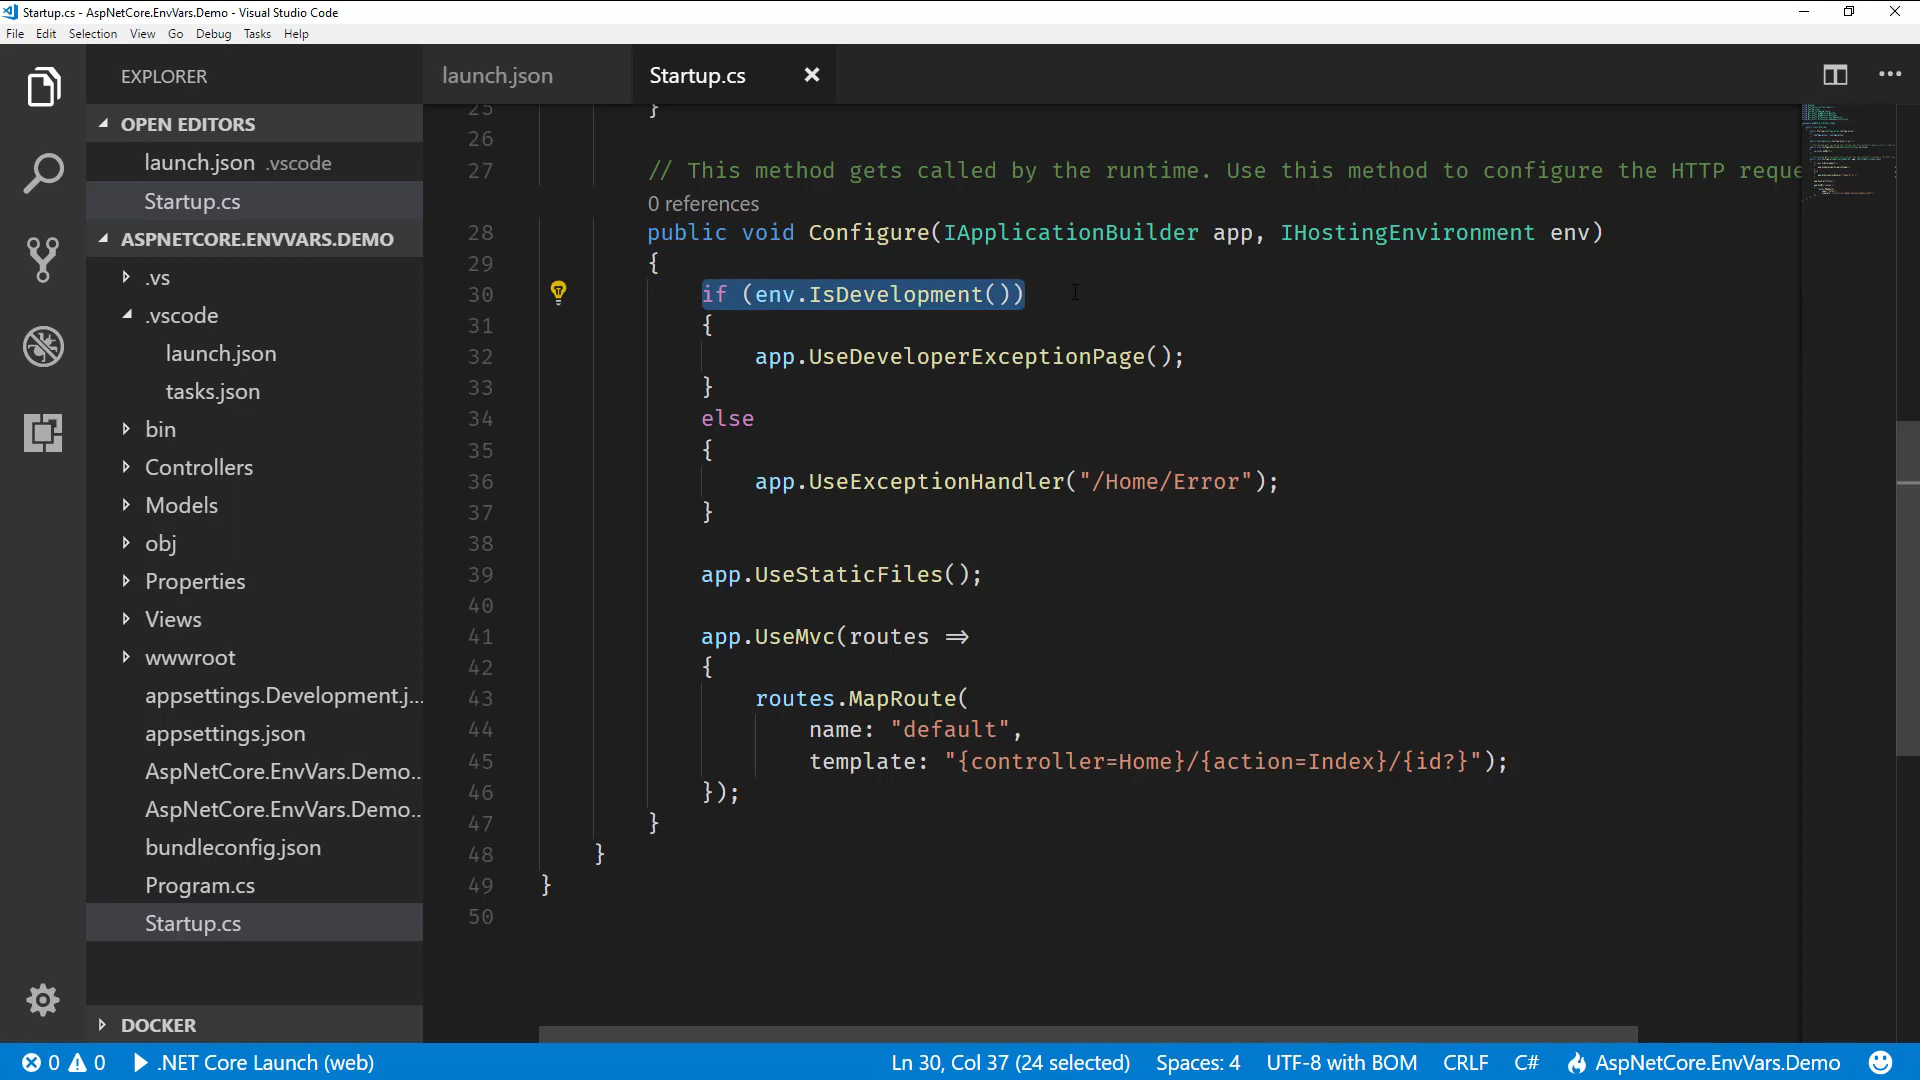 Startup.cs - AspNetCore.EnvVars.Demo - Visual Studio Code
File Edit Selection View Go Debug Tasks Help
EXPLORER
OPEN EDITORS
launch.json .vscode
Startup.cs
ASPNETCORE.ENVVARS.DEMO
.vs
.vscode
launch.json
tasks.json
bin
Controllers
Models
obj
Properties
Views
wwwroot
appsettings.Development.j...
appsettings.json
AspNetCore.EnvVars.Demo...
AspNetCore.EnvVars.Demo...
bundleconfig.json
Program.cs
Startup.cs
DOCKER
launch.json Startup.cs
25 }
26
27 // This method gets called by the runtime. Use this method to configure the HTTP reque
0 references
28 public void Configure(IApplicationBuilder app, IHostingEnvironment env)
29 {
30 if (env.IsDevelopment())
31 {
32 app.UseDeveloperExceptionPage();
33 }
34 else
35 {
36 app.UseExceptionHandler("/Home/Error");
37 }
38
39 app.UseStaticFiles();
40
41 app.UseMvc(routes =>
42 {
43 routes.MapRoute(
44 name: "default",
45 template: "{controller=Home}/{action=Index}/{id?}");
46 });
47 }
48 }
49 }
50
0 0 .NET Core Launch (web) Ln 30, Col 37 (24 selected) Spaces: 4 UTF-8 with BOM CRLF C# AspNetCore.EnvVars.Demo